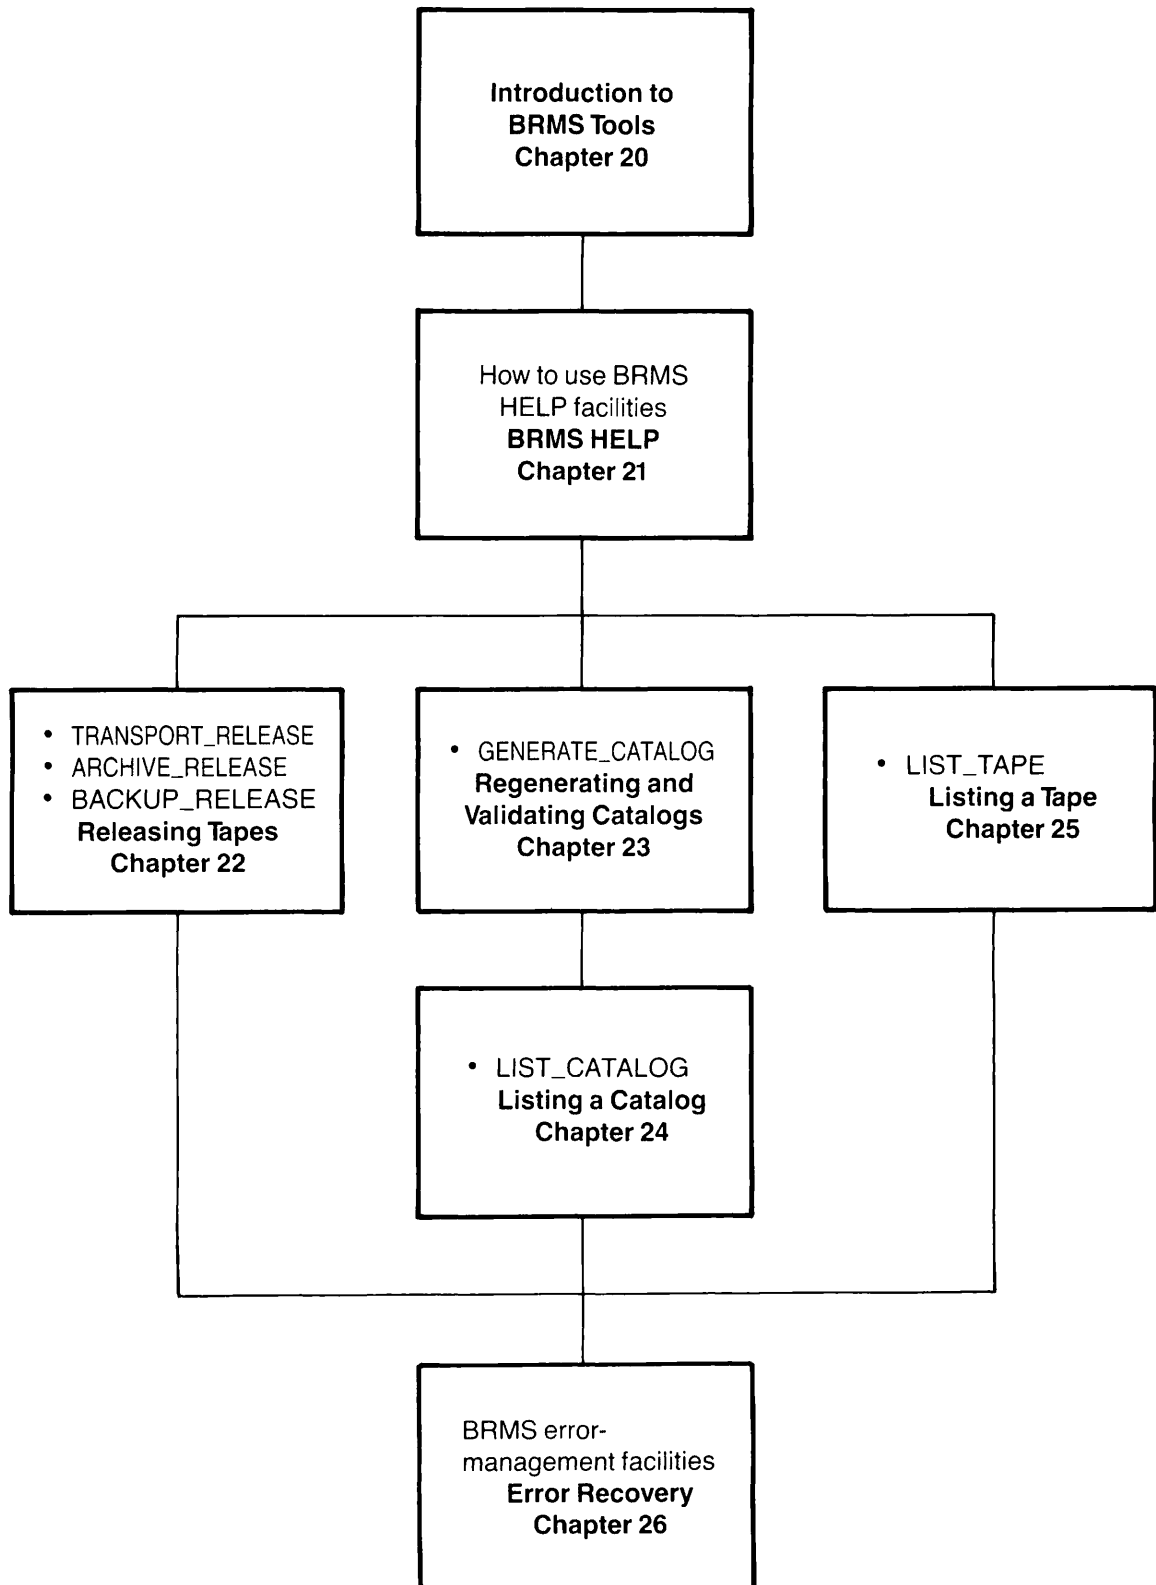 Introduction to
BRMS Tools
Chapter 20
How to use BRMS
HELP facilities
BRMS HELP
Chapter 21
• TRANSPORT_RELEASE
• ARCHIVE_RELEASE
• BACKUP_RELEASE
Releasing Tapes
Chapter 22
• GENERATE_CATALOG
Regenerating and
Validating Catalogs
Chapter 23
• LIST_TAPE
Listing a Tape
Chapter 25
• LIST_CATALOG
Listing a Catalog
Chapter 24
BRMS error-
management facilities
Error Recovery
Chapter 26